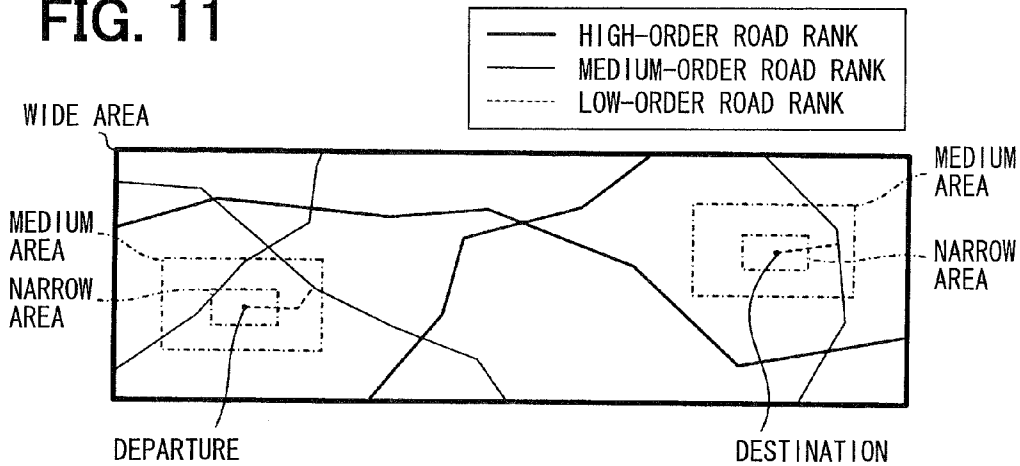 FIG. 11
HIGH-ORDER ROAD RANK
MEDIUM-ORDER ROAD RANK
LOW-ORDER ROAD RANK
WIDE AREA
MEDIUM
AREA
NARROW
AREA
MEDIUM
AREA
NARROW
AREA
DEPARTURE
DESTINATION